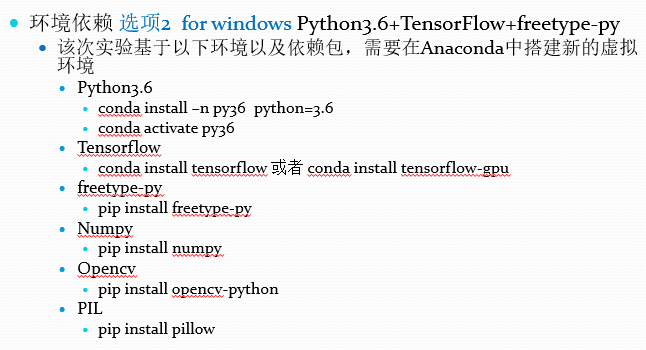 环境依赖 选项2 for windows Python3.6+TensorFlow+freetype-py
该次实验基于以下环境以及依赖包，需要在Anaconda中搭建新的虚拟
环境
Python3.6
conda install –n py36 python=3.6
conda activate py36
Tensorflow
conda install tensorflow 或者 conda install tensorflow-gpu
freetype-py
pip install freetype-py
Numpy
pip install numpy
Opencv
pip install opencv-python
PIL
pip install pillow